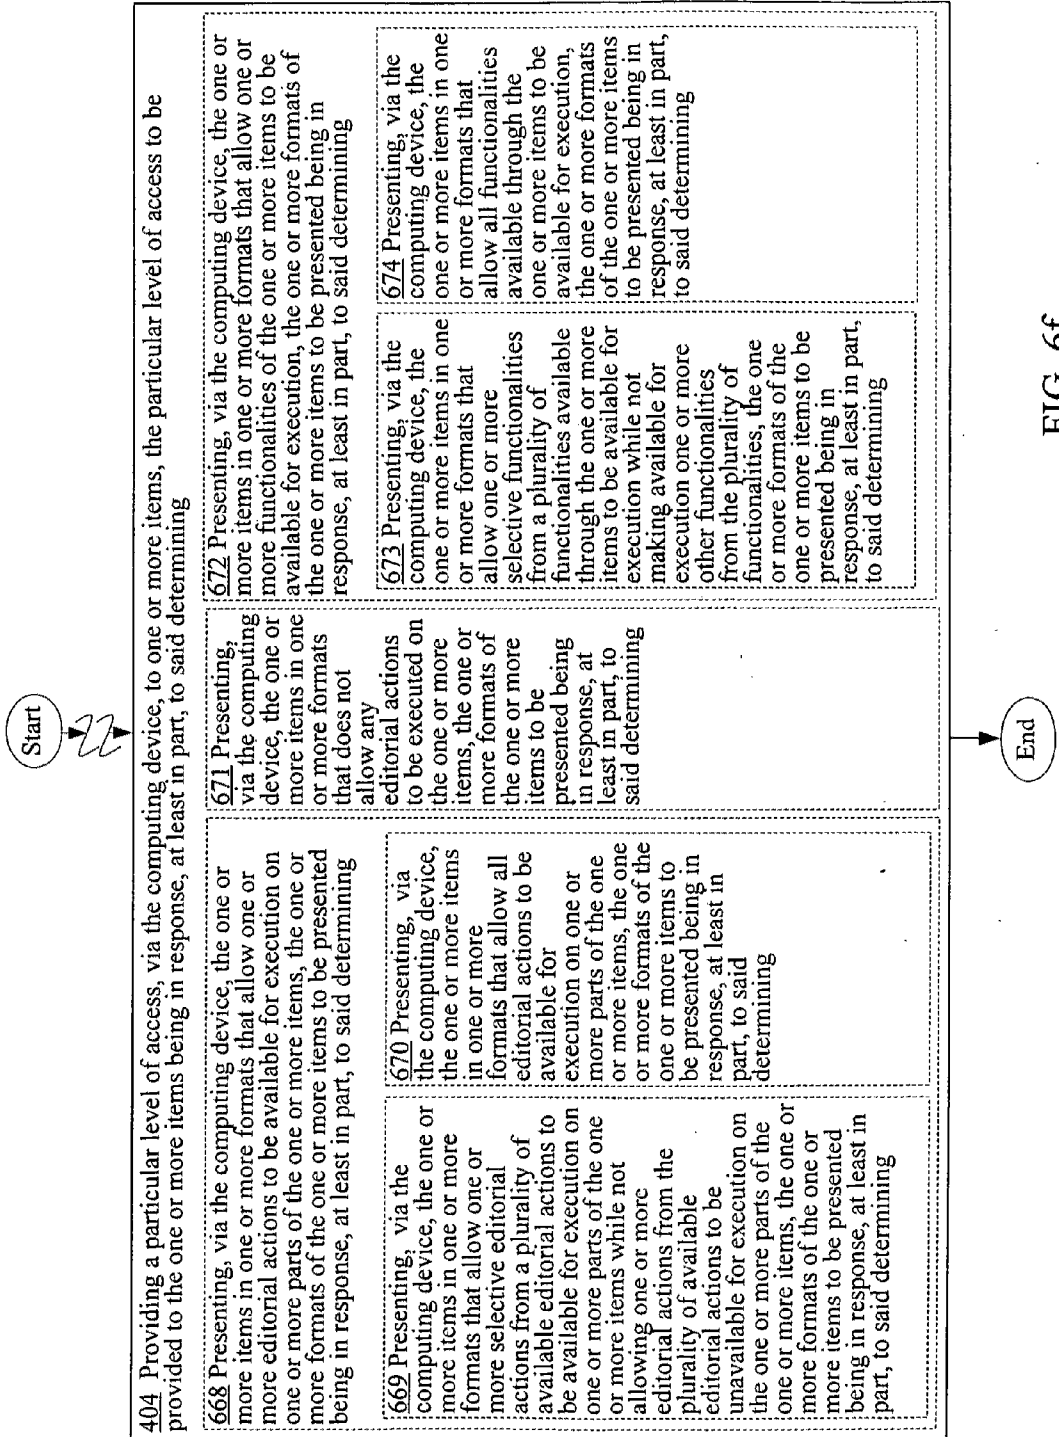 Start
404 Providing a particular level of access, via the computing device, to one or more items, the particular level of access to be
provided to the one or more items being in response, at least in part, to said determining
668 Presenting, via the computing device, the one or
more items in one or more formats that allow one or
more editorial actions to be available for execution on
one or more parts of the one or more items, the one or
more formats of the one or more items to be presented
being in response, at least in part, to said determining
669 Presenting, via the
computing device, the one or
more items in one or more
formats that allow one or
more selective editorial
actions from a plurality of
available editorial actions to
be available for execution on
one or more parts of the one
or more items while not
allowing one or more
editorial actions from the
plurality of available
editorial actions to be
unavailable for execution on
the one or more parts of the
one or more items, the one or
more formats of the one or
more items to be presented
being in response, at least in
part, to said determining
670 Presenting, via
the computing device,
the one or more items
in one or more
formats that allow all
editorial actions to be
available for
execution on one or
more parts of the one
or more items, the one
or more formats of the
one or more items to
be presented being in
response, at least in
part, to said
determining
671 Presenting,
via the computing
device, the one or
more items in one
or more formats
that does not
allow any
editorial actions
to be executed on
the one or more
items, the one or
more formats of
the one or more
items to be
presented being
in response, at
least in part, to
said determining
672 Presenting, via the computing device, the one or
more items in one or more formats that allow one or
more functionalities of the one or more items to be
available for execution, the one or more formats of
the one or more items to be presented being in
response, at least in part, to said determining
673 Presenting, via the
computing device, the
one or more items in one
or more formats that
allow one or more
selective functionalities
from a plurality of
functionalities available
through the one or more
items to be available for
execution while not
making available for
execution one or more
other functionalities
from the plurality of
functionalities, the one
or more formats of the
one or more items to be
presented being in
response, at least in part,
to said determining
674 Presenting, via the
computing device, the
one or more items in one
or more formats that
allow all functionalities
available through the
one or more items to be
available for execution,
the one or more formats
of the one or more items
to be presented being in
response, at least in part,
to said determining
End
FIG. 6f